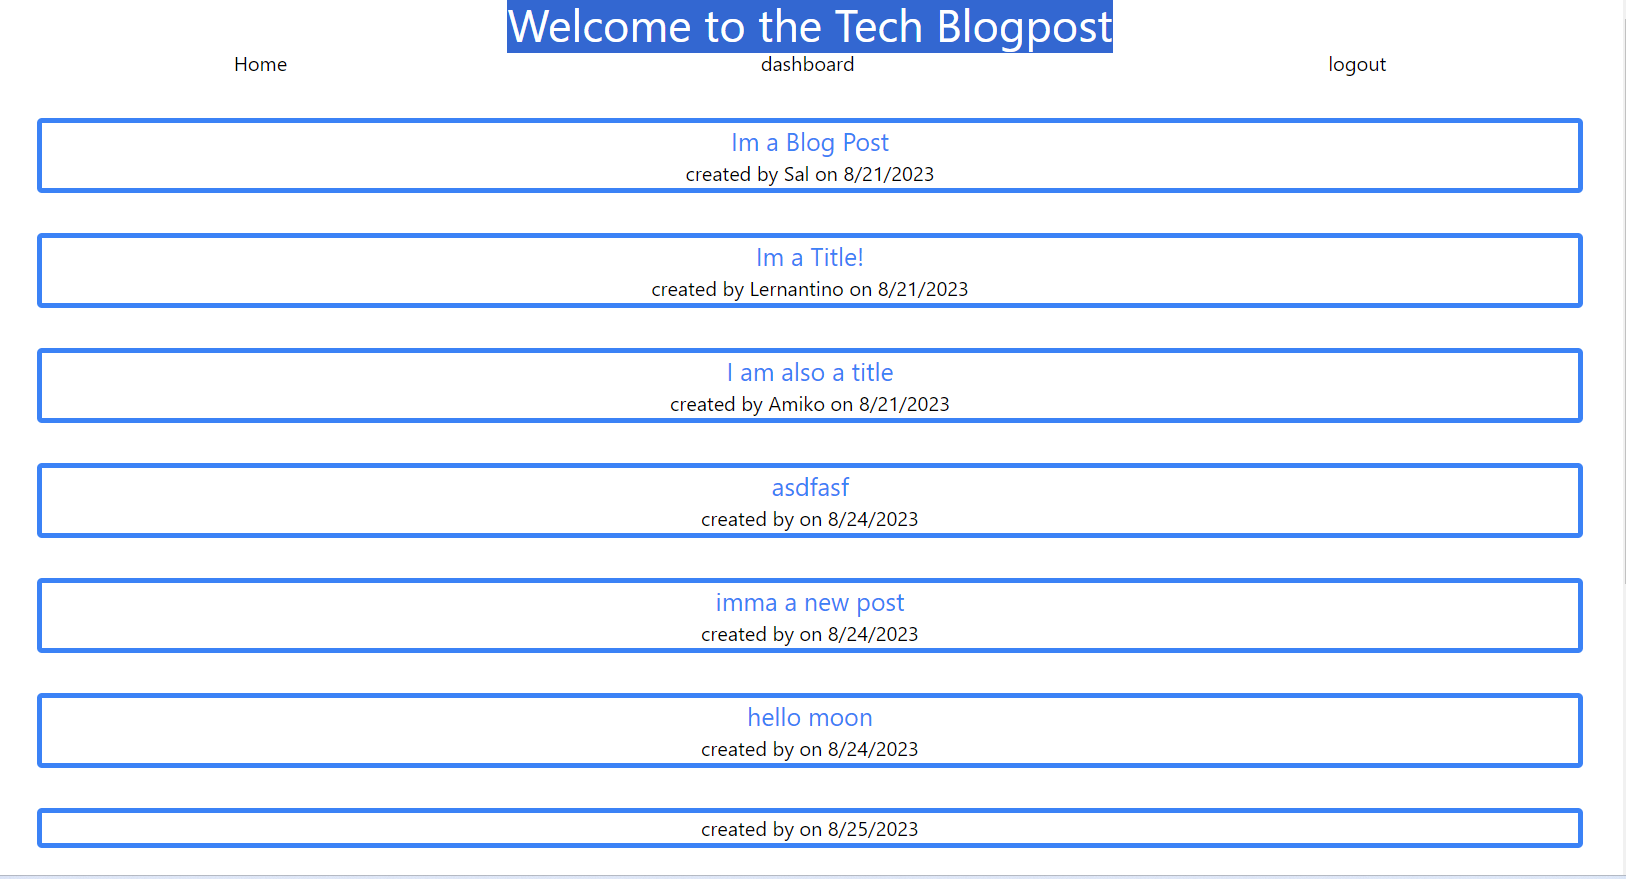 Welcome to the Tech Blogpost
Home dashboard logout
Im a Blog Post
created by Sal on 8/21/2023
Im a Title!
created by Lernantino on 8/21/2023
I am also a title
created by Amiko on 8/21/2023
asdfasf
created by on 8/24/2023
imma a new post
created by on 8/24/2023
hello moon
created by on 8/24/2023
created by on 8/25/2023